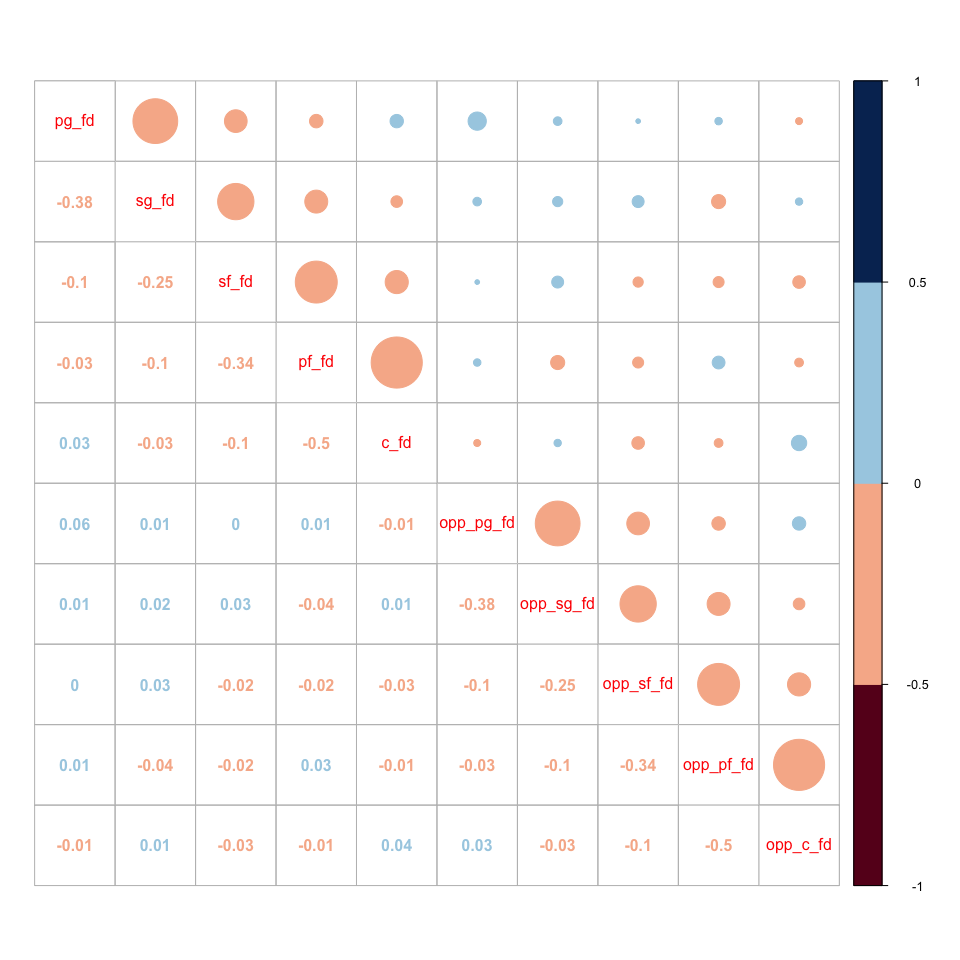 pg_fd
1
-0.38 sg_fd
-0.1 -0.25 sf_fd
0.5
-0.03 -0.1 -0.34 pf_fd
0.03 -0.03 -0.1 -0.5 c_fd
0
0.06 0.01 0 0.01 -0.01 opp_pg_fd
0.01 0.02 0.03 -0.04 0.01 -0.38 opp_sg_fd
0 0.03 -0.02 -0.02 -0.03 -0.1 -0.25 opp_sf_fd
-0.5
0.01 -0.04 -0.02 0.03 -0.01 -0.03 -0.1 -0.34 opp_pf_fd
-0.01 0.01 -0.03 -0.01 0.04 0.03 -0.03 -0.1 -0.5 opp_c_fd
-1